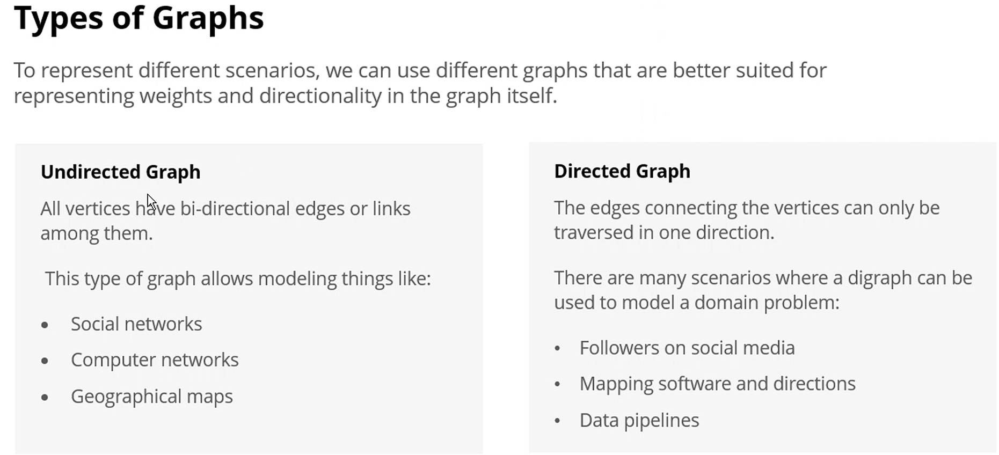 Types of Graphs
To represent different scenarios, we can use different graphs that are better suited for
representing weights and directionality in the graph itself.
Undirected Graph
All vertices have bi-directional edges or links
among them.
This type of graph allows modeling things like:
• Social networks
• Computer networks
• Geographical maps
Directed Graph
The edges connecting the vertices can only be
traversed in one direction.
There are many scenarios where a digraph can be
used to model a domain problem:
• Followers on social media
• Mapping software and directions
• Data pipelines